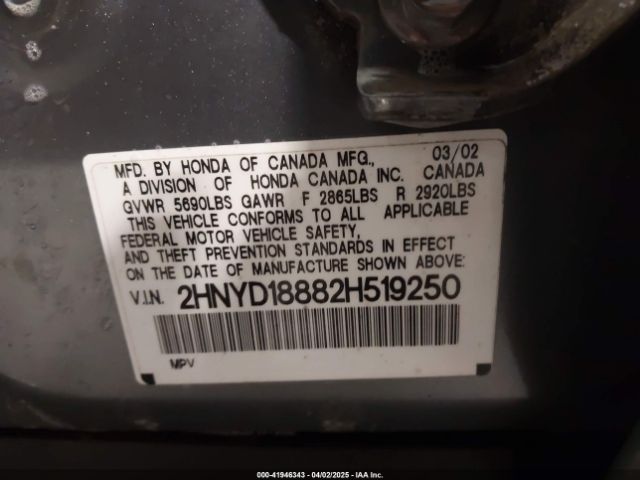 MFD. BY HONDA OF CANADA MFG., 03/02
A DIVISION OF HONDA CANADA INC. CANADA
GVWR 5690LBS GAWR F 2865LBS R 2920LBS
THIS VEHICLE CONFORMS TO ALL APPLICABLE
FEDERAL MOTOR VEHICLE SAFETY,
AND THEFT PREVENTION STANDARDS IN EFFECT
ON THE DATE OF MANUFACTURE SHOWN ABOVE.
V.I.N. 2HNYD18882H519250
MPV
000-41946343 - 04/02/2025 - IAA Inc.